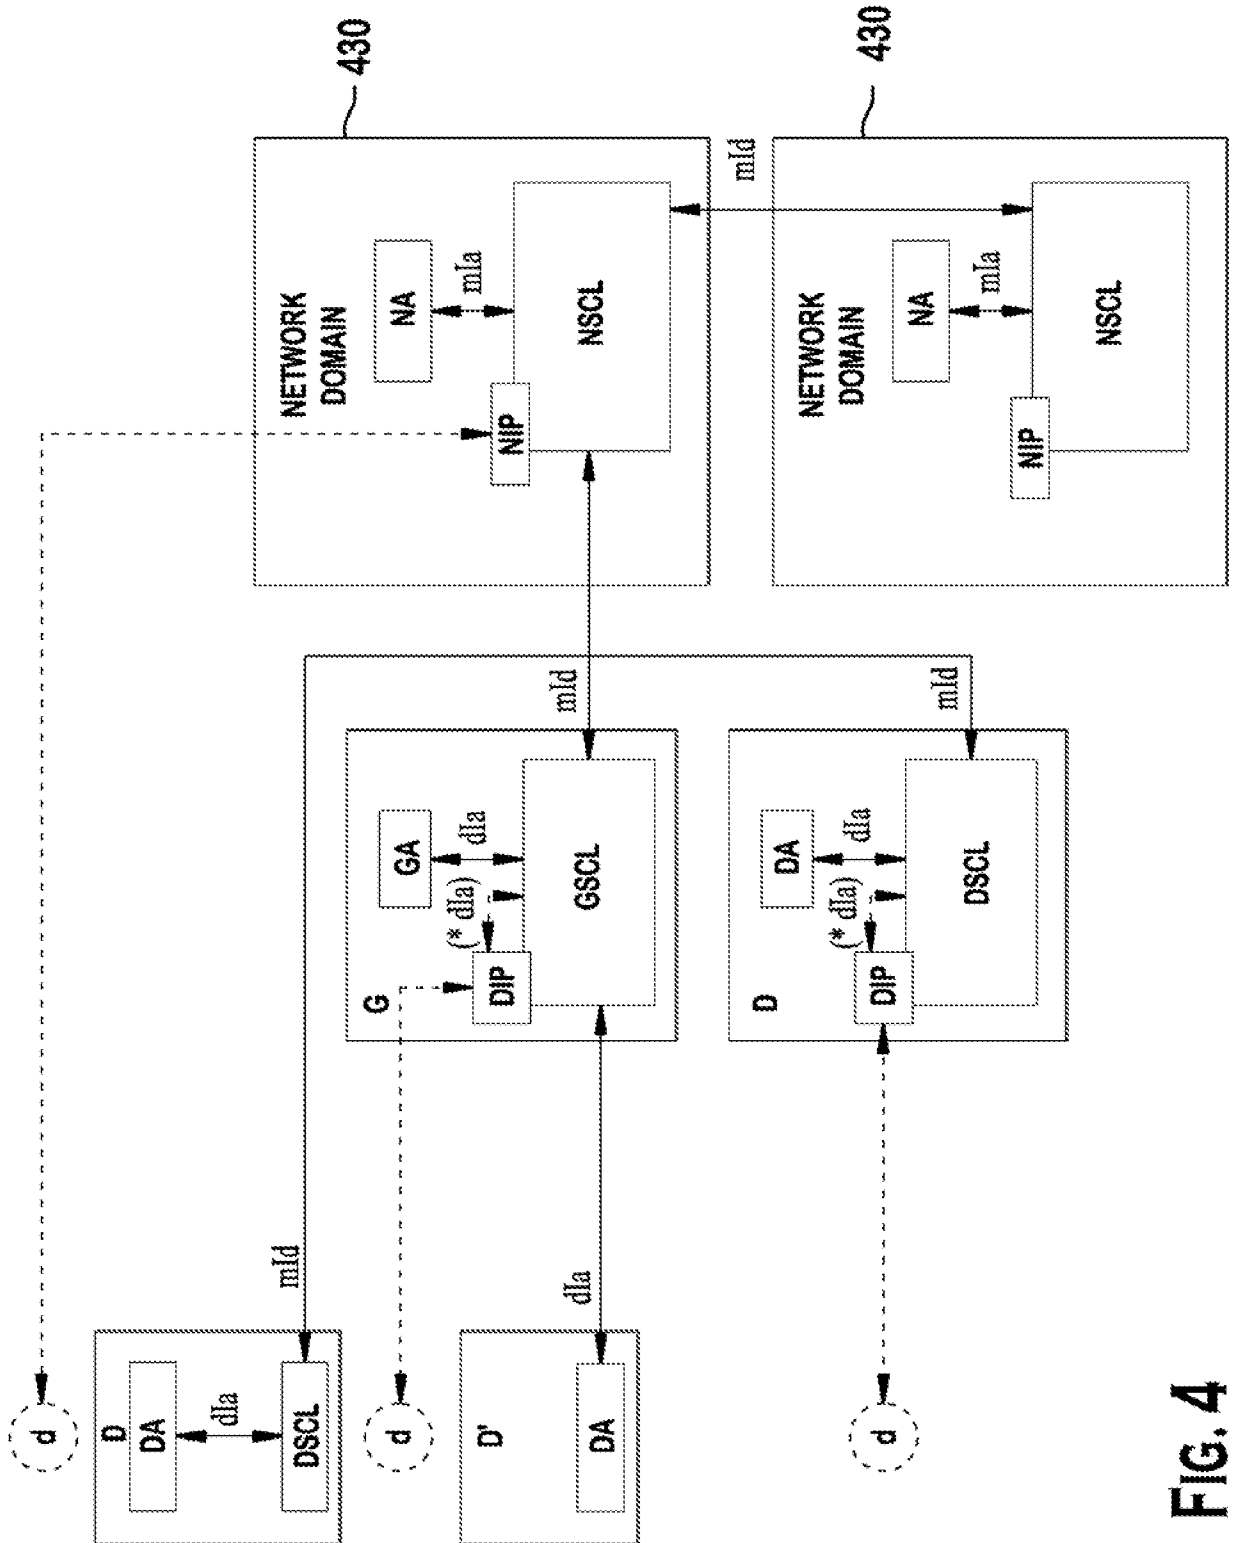 d
D
DA
dIa
DSCL
mId
d
D'
DA
dIa
d
G
DIP
(* dIa)
GA
dIa
GSCL
mId
D
DIP
(* dIa)
DA
dIa
DSCL
mId
430
NETWORK
DOMAIN
NA
mIa
NIP
NSCL
mId
430
NETWORK
DOMAIN
NA
mIa
NIP
NSCL
FIG. 4